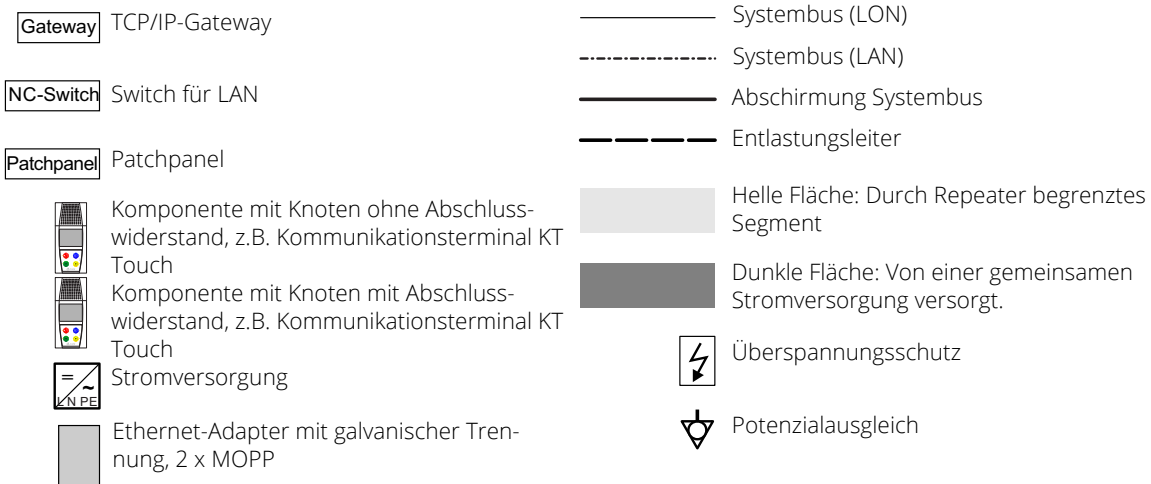 Gateway TCP/IP-Gateway
NC-Switch Switch für LAN
Patchpanel Patchpanel
Komponente mit Knoten ohne Abschluss-
widerstand, z.B. Kommunikationsterminal KT
Touch
Komponente mit Knoten mit Abschluss-
widerstand, z.B. Kommunikationsterminal KT
Touch
= ~ L N PE Stromversorgung
Ethernet-Adapter mit galvanischer Tren-
nung, 2 x MOPP
Systembus (LON)
Systembus (LAN)
Abschirmung Systembus
Entlastungsleiter
Helle Fläche: Durch Repeater begrenztes
Segment
Dunkle Fläche: Von einer gemeinsamen
Stromversorgung versorgt.
Überspannungsschutz
Potenzialausgleich